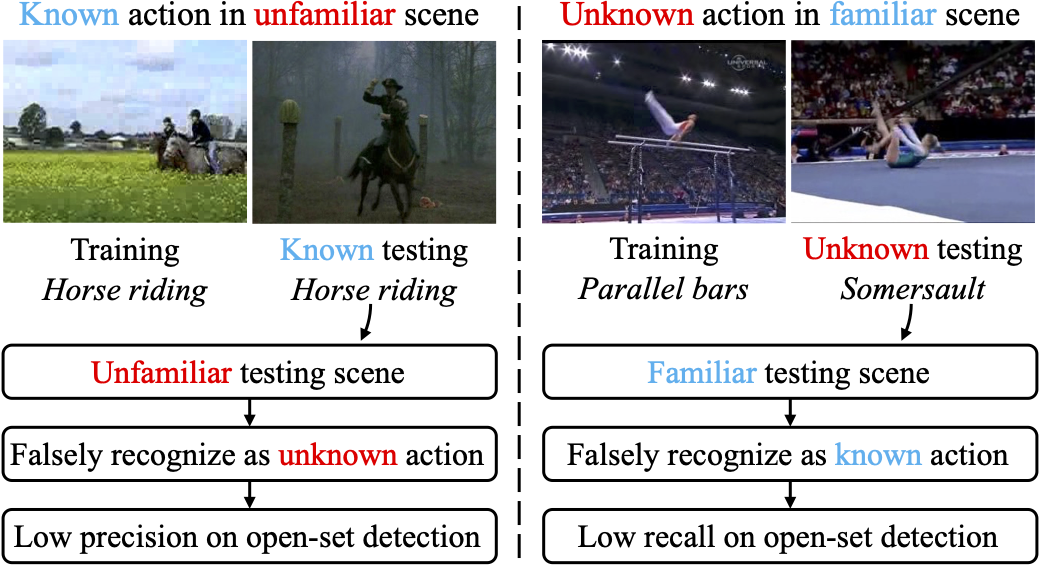 Known action in unfamiliar scene
Training
Horse riding
Known testing
Horse riding
Unfamiliar testing scene
Falsely recognize as unknown action
Low precision on open-set detection
Unknown action in familiar scene
UNIVERSAL
Training
Parallel bars
Unknown testing
Somersault
Familiar testing scene
Falsely recognize as known action
Low recall on open-set detection